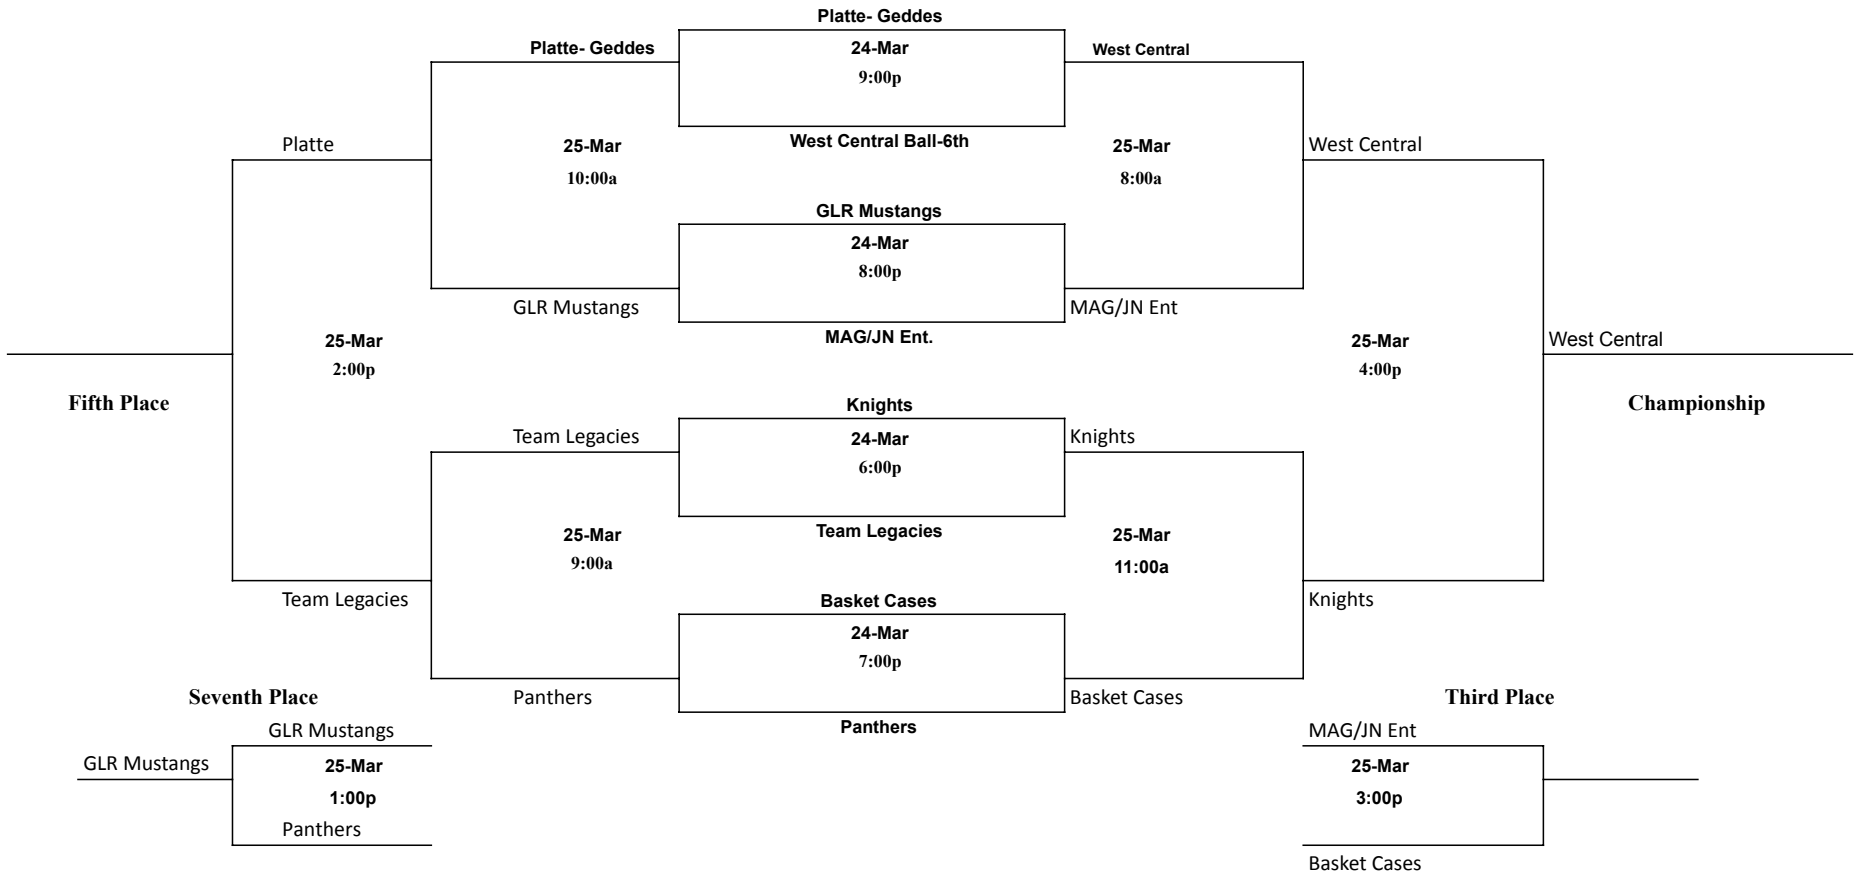 Platte- Geddes
Platte- Geddes
24-Mar
West Central
9:00p
Platte
25-Mar
West Central Ball-6th
25-Mar
West Central
10:00a
8:00a
GLR Mustangs
24-Mar
8:00p
GLR Mustangs
MAG/JN Ent
25-Mar
MAG/JN Ent.
25-Mar
West Central
2:00p
4:00p
Fifth Place
Knights
Championship
Team Legacies
24-Mar
Knights
6:00p
25-Mar
Team Legacies
25-Mar
9:00a
11:00a
Team Legacies
Basket Cases
Knights
24-Mar
7:00p
Seventh Place
Panthers
Basket Cases
Third Place
GLR Mustangs
Panthers
MAG/JN Ent
GLR Mustangs
25-Mar
25-Mar
1:00p
3:00p
Panthers
Basket Cases